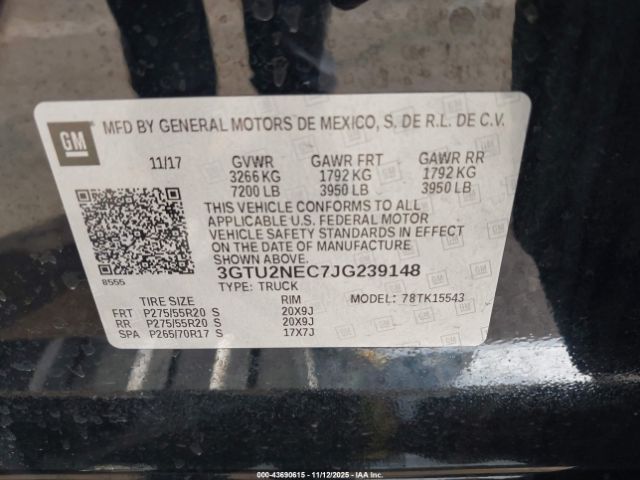 GM
MFD BY GENERAL MOTORS DE MEXICO, S. DE R.L. DE C.V.
11/17 GVWR GAWR FRT GAWR RR
3266 KG 1792 KG 1792 KG
7200 LB 3950 LB 3950 LB
THIS VEHICLE CONFORMS TO ALL
APPLICABLE U.S. FEDERAL MOTOR
VEHICLE SAFETY STANDARDS IN EFFECT
ON THE DATE OF MANUFACTURE
SHOWN ABOVE.
3GTU2NEC7JG239148
8555
TYPE: TRUCK
TIRE SIZE RIM MODEL: 78TK15543
FRT P275/55R20 S 20X9J
RR P275/55R20 S 20X9J
SPA P265/70R17 S 17X7J
© IAA 43690615 - 11/12/2025 - IAAI.com